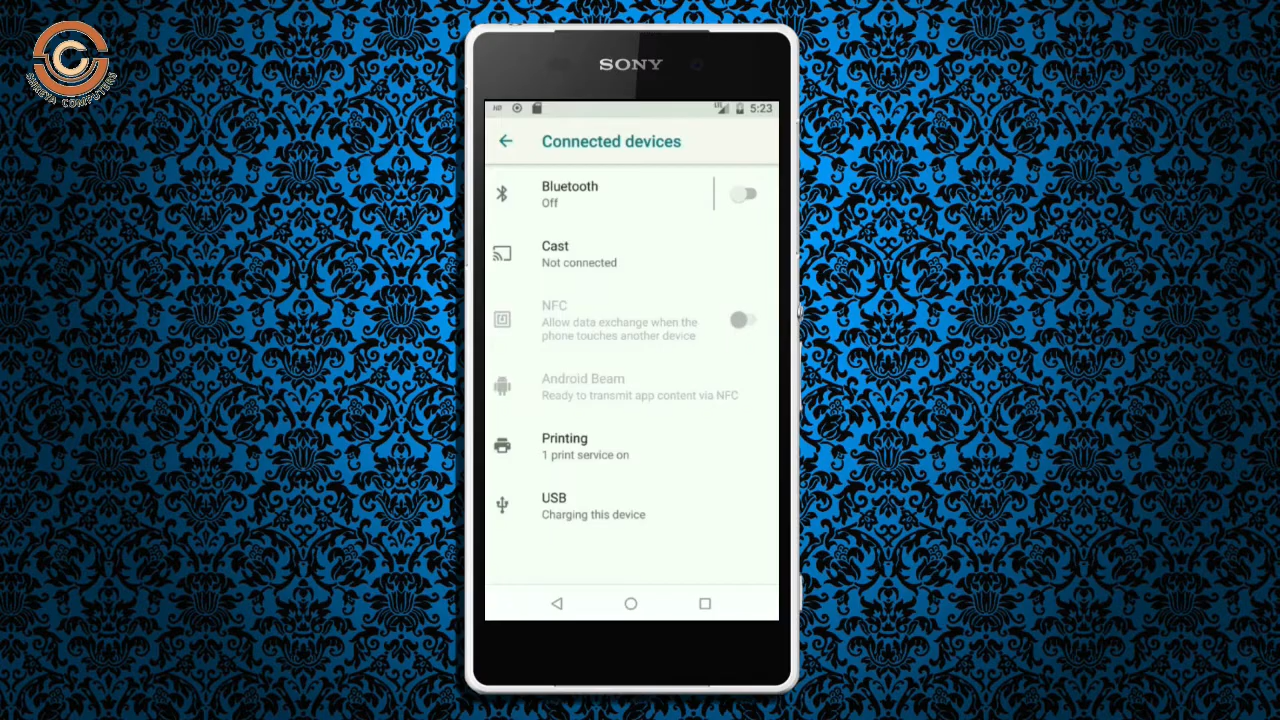 SHREYA COMPUTERS
SONY
5:23
Connected devices
Bluetooth
Off
Cast
Not connected
NFC
Allow data exchange when the
phone touches another device
Android Beam
Ready to transmit app content via NFC
Printing
1 print service on
USB
Charging this device